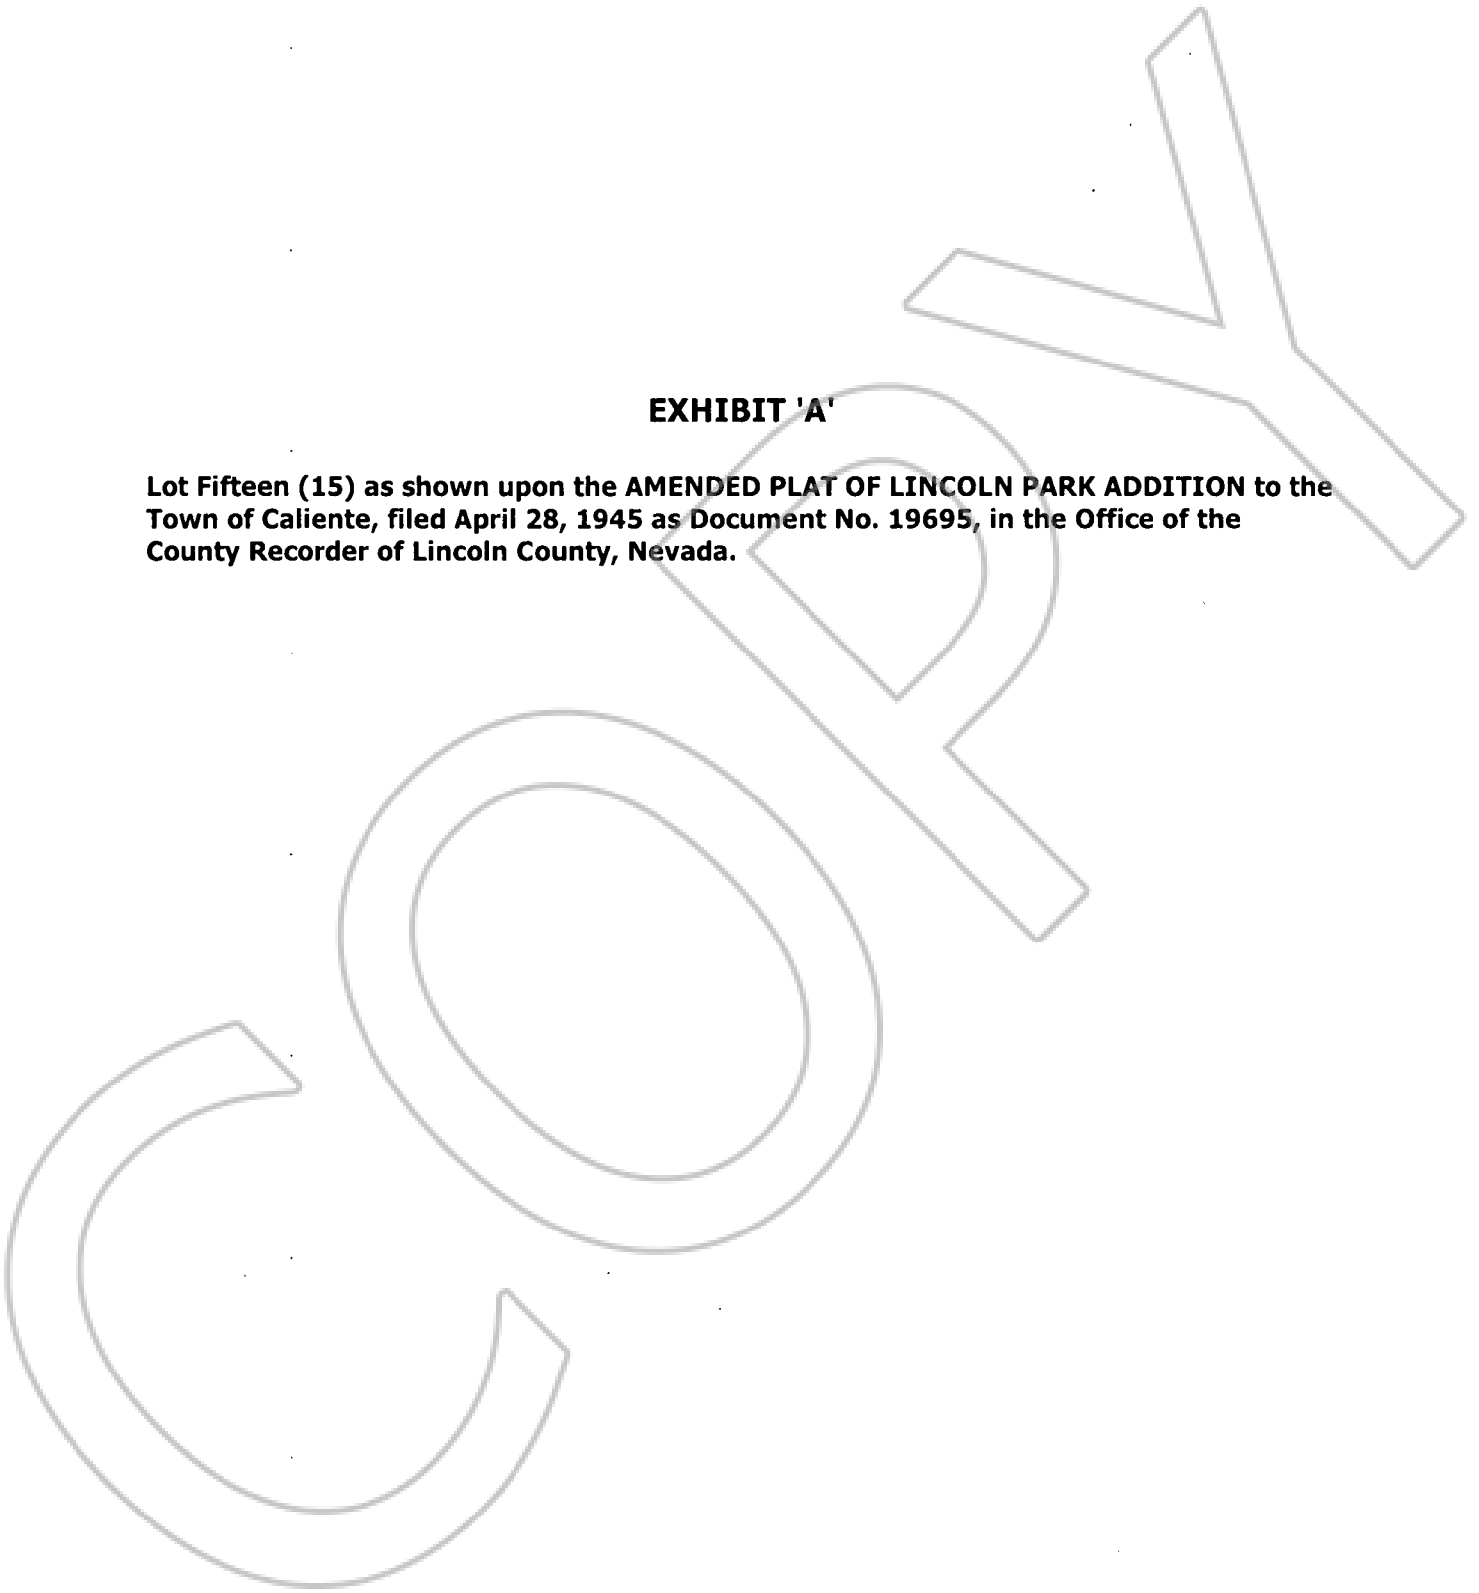 EXHIBIT 'A'
Lot Fifteen (15) as shown upon the AMENDED PLAT OF LINCOLN PARK ADDITION to the
Town of Caliente, filed April 28, 1945 as Document No. 19695, in the Office of the
County Recorder of Lincoln County, Nevada.
COPY